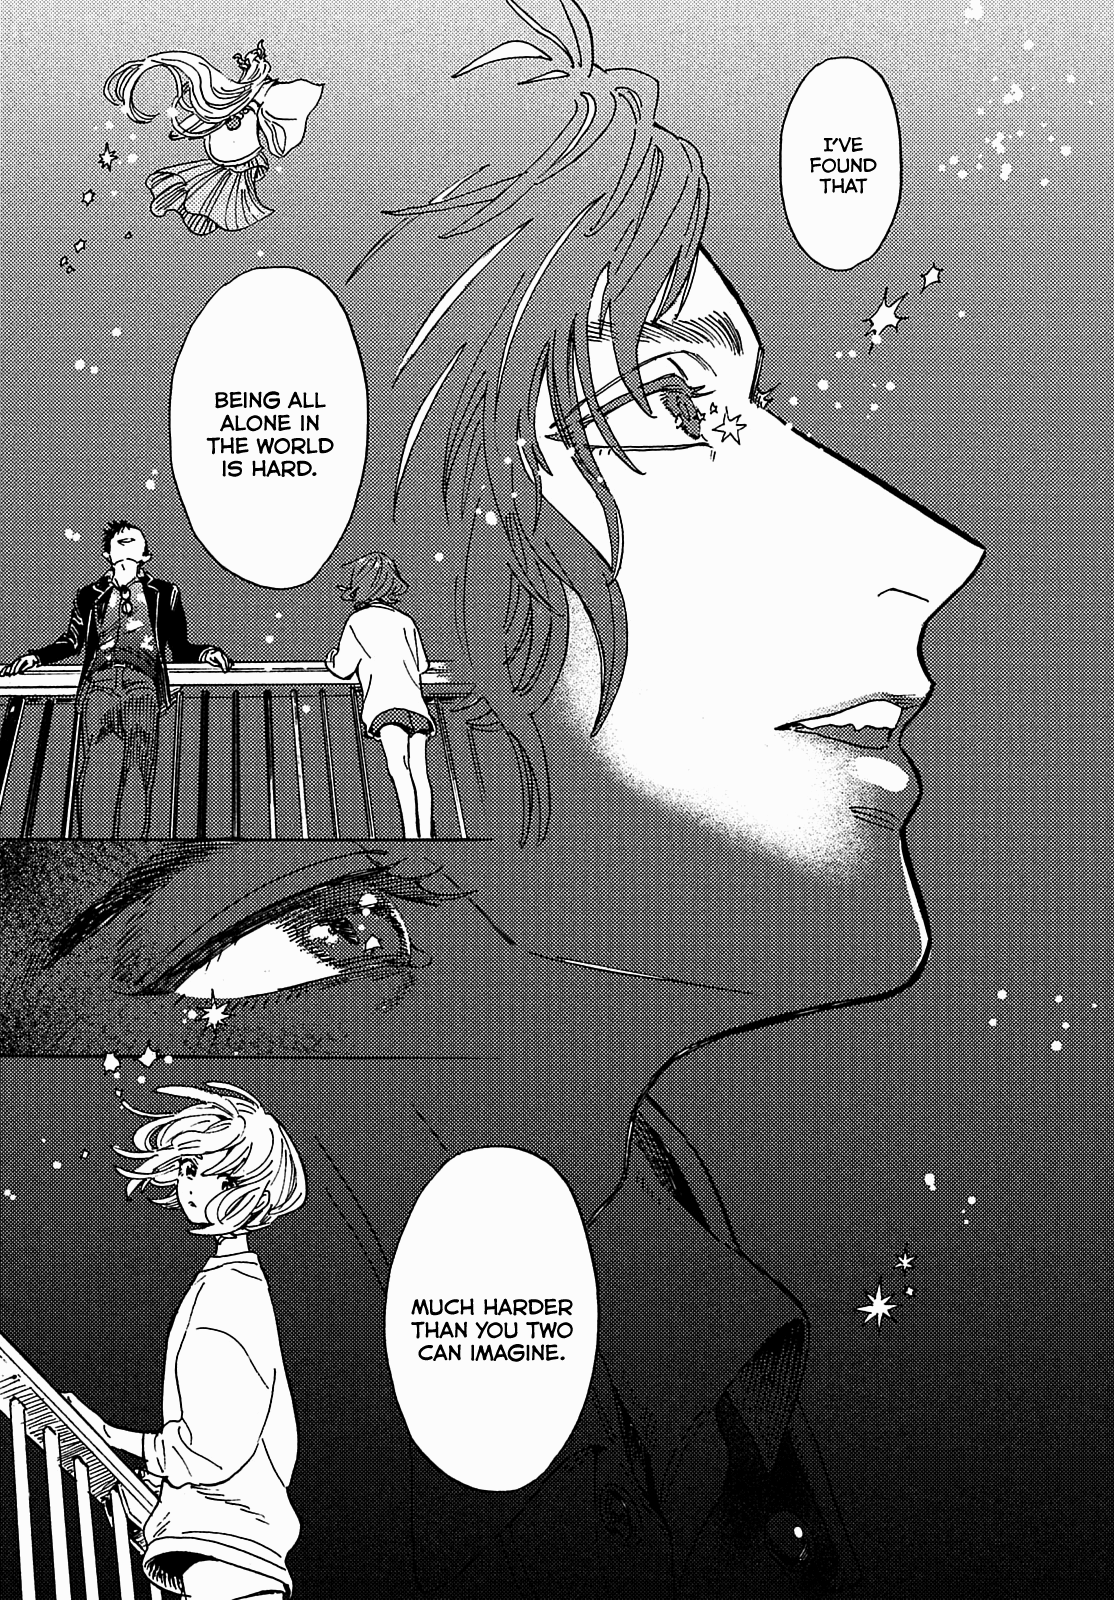 I'VE
FOUND
THAT
BEING ALL
ALONE IN
THE WORLD
IS HARD.
MUCH HARDER
THAN YOU TWO
CAN IMAGINE.